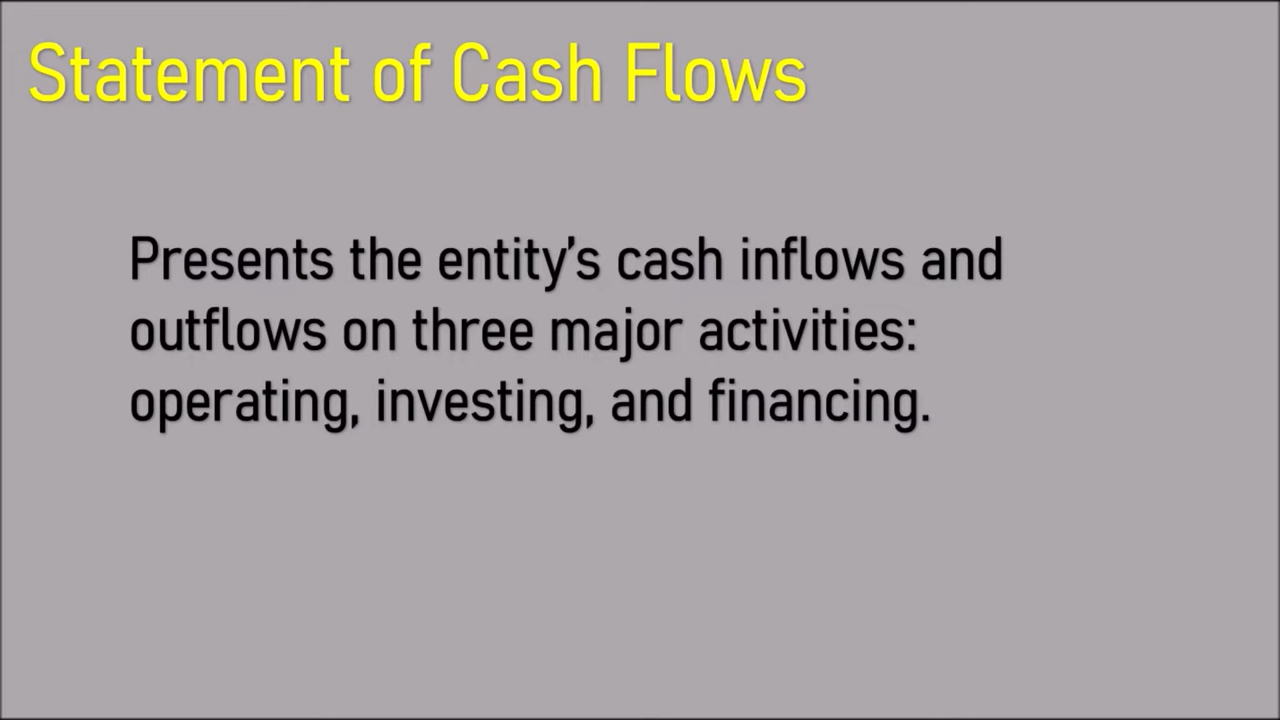 Statement of Cash Flows
Presents the entity’s cash inflows and
outflows on three major activities:
operating, investing, and financing.